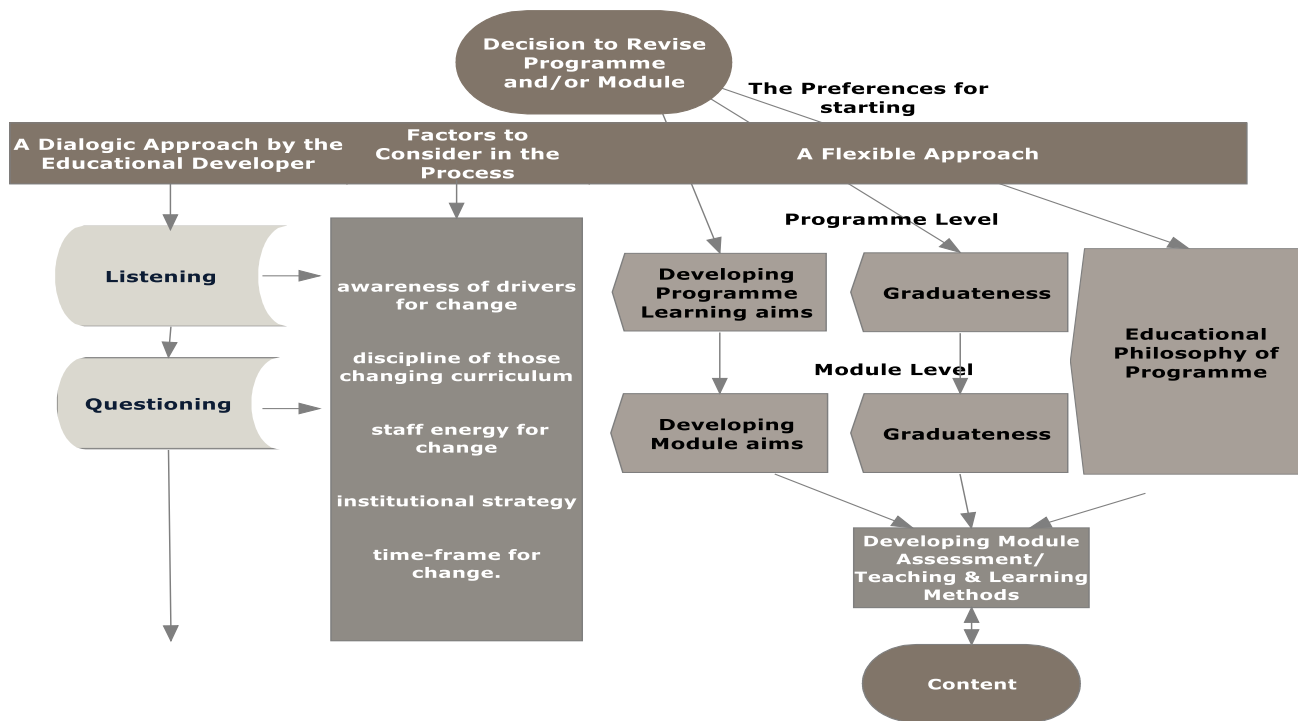 Decision to Revise
Programme
and/or Module
The Preferences for
starting
A Dialogic Approach by the
Educational Developer
Factors to
Consider in the
Process
A Flexible Approach
Listening
Questioning
awareness of drivers
for change
discipline of those
changing curriculum
staff energy for
change
institutional strategy
time-frame for
change.
Programme Level
Developing
Programme
Learning aims
Graduateness
Educational
Philosophy of
Programme
Module Level
Developing
Module aims
Graduateness
Developing Module
Assessment/
Teaching & Learning
Methods
Content